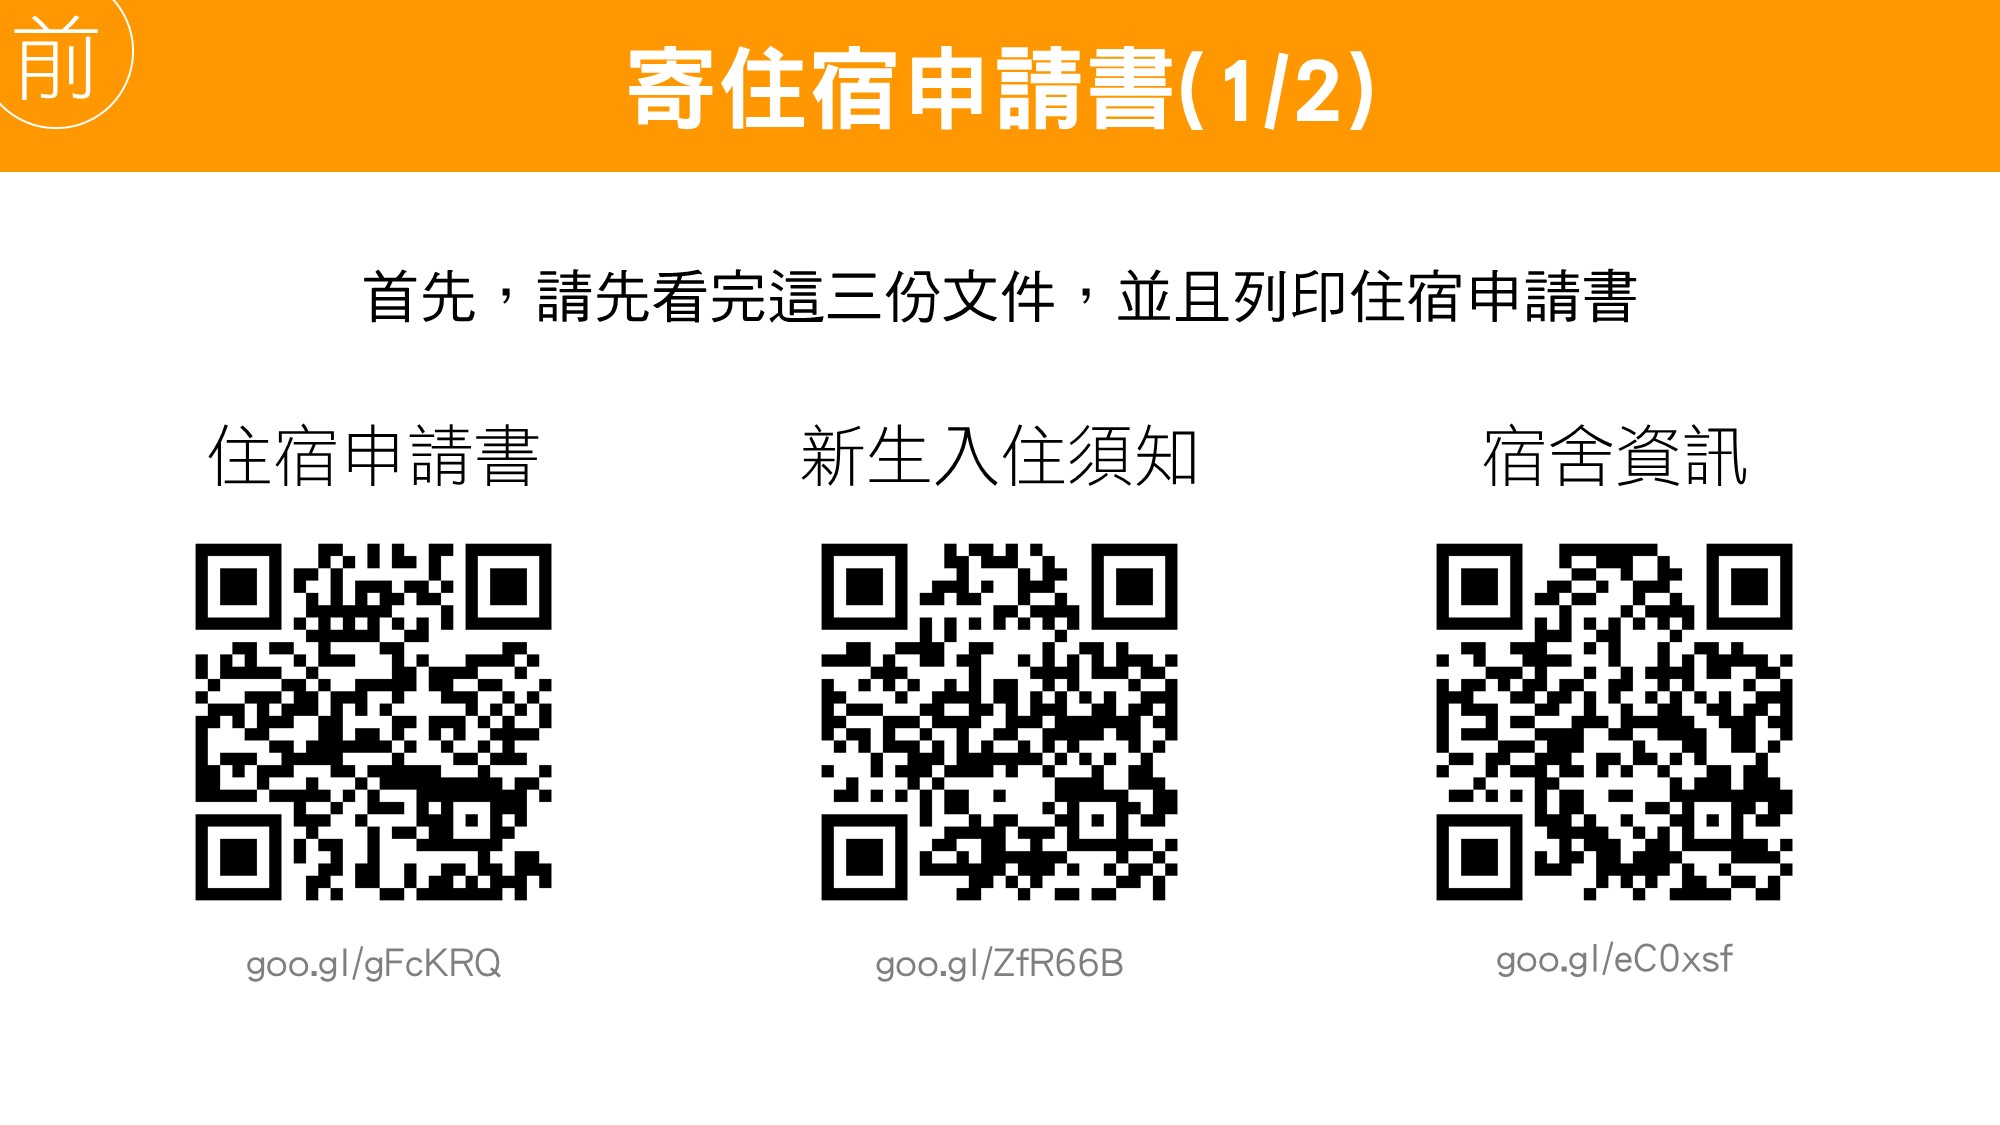 前
寄住宿申請書(1/2)
首先，請先看完這三份文件，並且列印住宿申請書
住宿申請書
新生入住須知
宿舍資訊
goo.gl/gFcKRQ
goo.gl/ZfR66B
goo.gl/eC0xsf